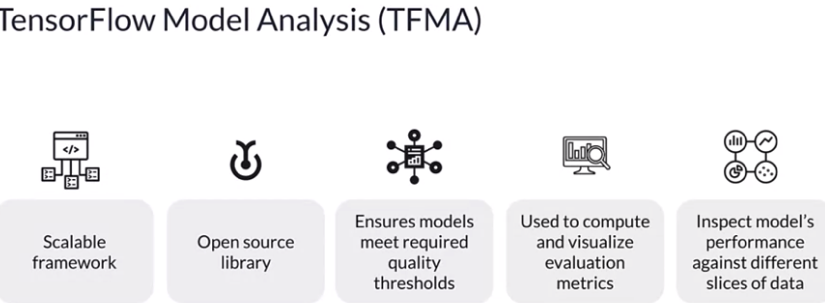 TensorFlow Model Analysis (TFMA)
Scalable
framework
Open source
library
Ensures models
meet required
quality
thresholds
Used to compute
and visualize
evaluation
metrics
Inspect model's
performance
against different
slices of data